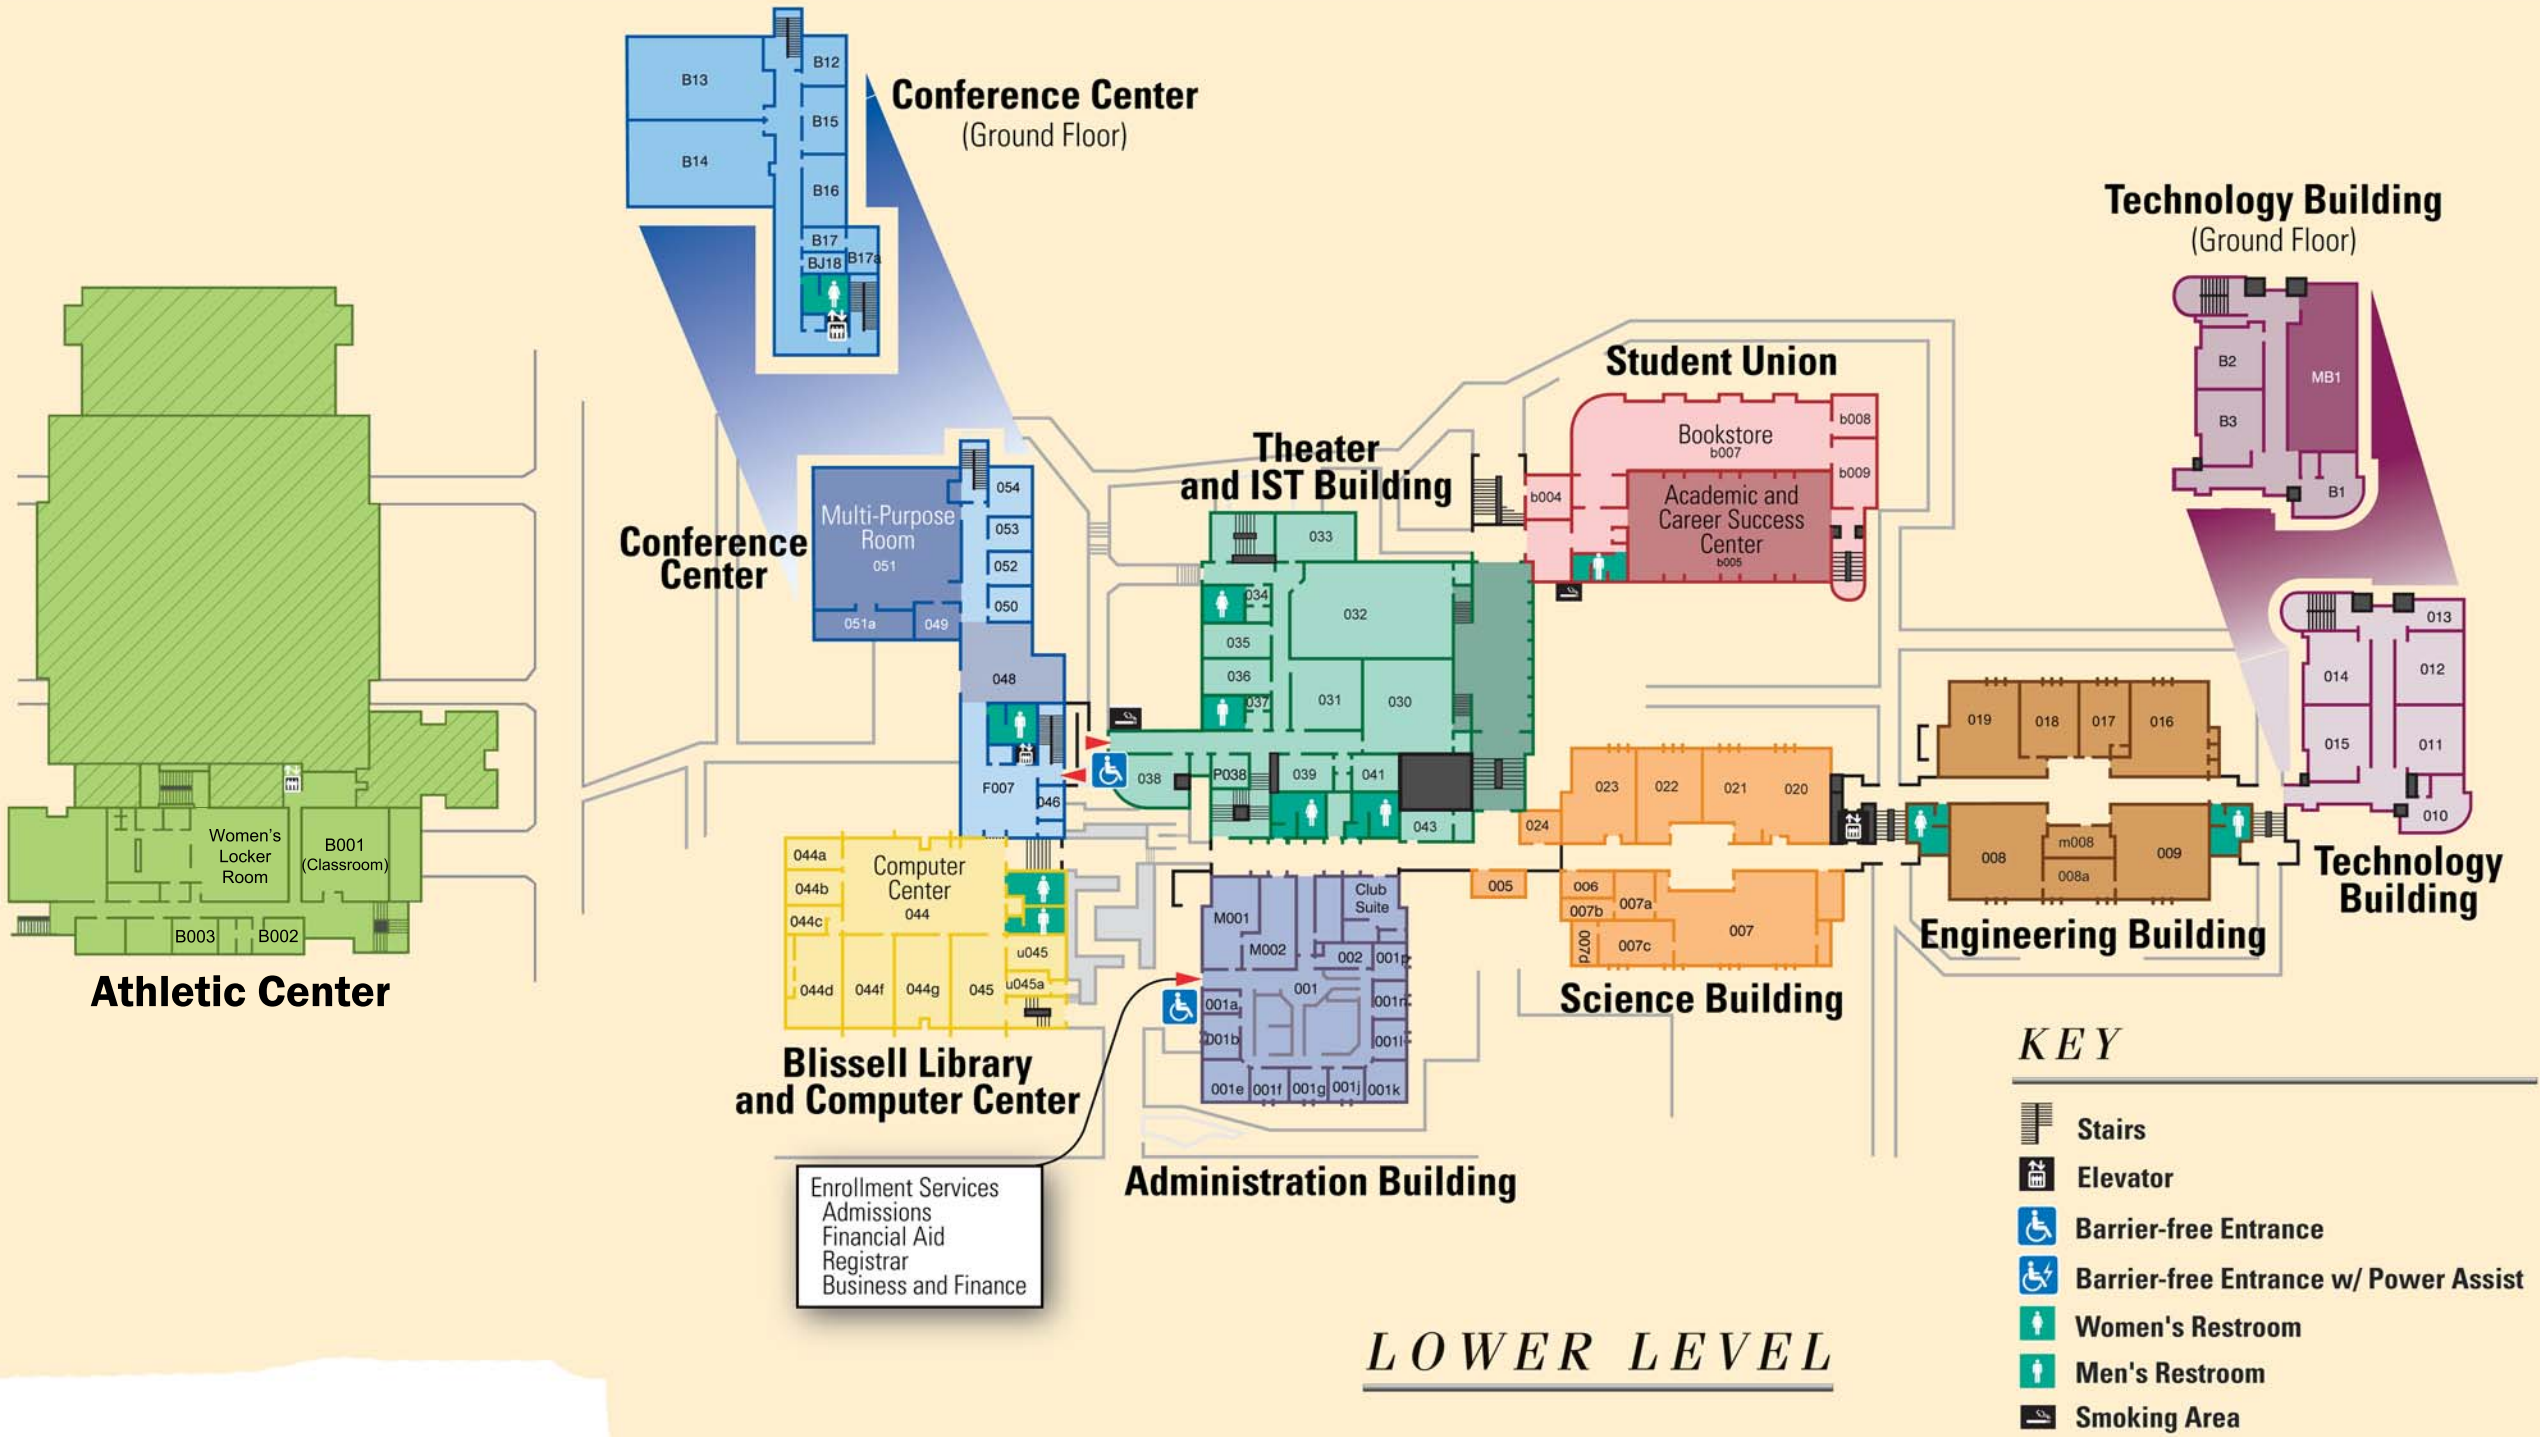 Conference Center
(Ground Floor)
B12
B13
B15
B14
B16
B17
BJ18
B17a
Technology Building
(Ground Floor)
B2
MB1
B3
B1
Student Union
b008
Bookstore
b007
b009
b004
Academic and
Career Success
Center
b005
Theater
and IST Building
033
034
032
035
036
037
031
030
038
P038
039
041
043
Conference
Center
054
Multi-Purpose
Room
051
053
052
050
051a
049
048
F007
046
Women's
Locker
Room
B001
(Classroom)
B003
B002
Athletic Center
044a
Computer
Center
044
044b
044c
u045
u045a
044d
044f
044g
045
Blissell Library
and Computer Center
Club
Suite
M001
M002
002
001p
001
001a
001n
001b
001l
001e
001f
001g
001j
001k
Administration Building
Enrollment Services
Admissions
Financial Aid
Registrar
Business and Finance
023
022
021
020
024
005
006
007a
007b
007
007c
007d
Science Building
019
018
017
016
008
m008
008a
009
Engineering Building
013
014
012
015
011
010
Technology
Building
KEY
Stairs
Elevator
Barrier-free Entrance
Barrier-free Entrance w/ Power Assist
Women's Restroom
Men's Restroom
Smoking Area
LOWER LEVEL